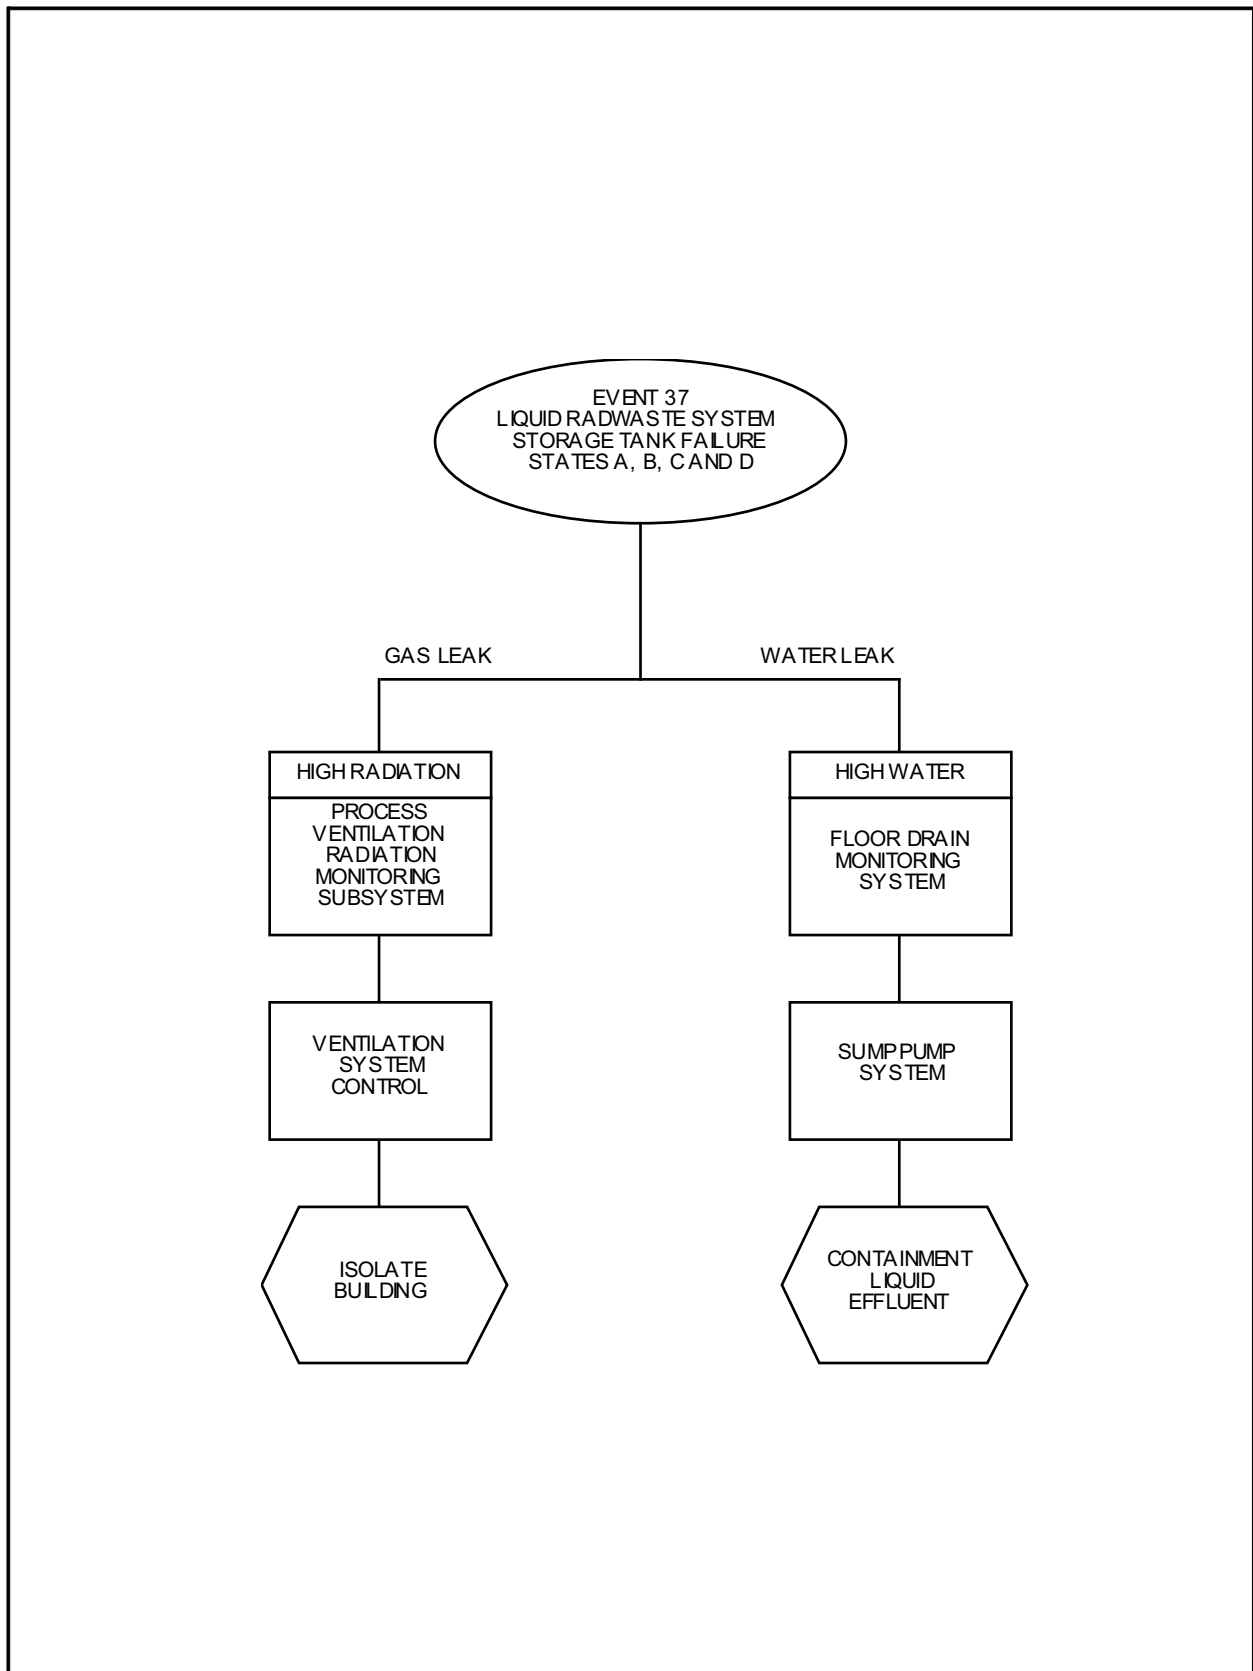 EVENT 37
LIQUID RADWASTE SYSTEM
STORAGE TANK FAILURE
STATES A, B, C AND D
GAS LEAK
WATER LEAK
HIGH RADIATION
PROCESS
VENTILATION
RADIATION
MONITORING
SUBSYSTEM
HIGH WATER
FLOOR DRAIN
MONITORING
SYSTEM
VENTILATION
SYSTEM
CONTROL
SUMP PUMP
SYSTEM
ISOLATE
BUILDING
CONTAINMENT
LIQUID
EFFLUENT